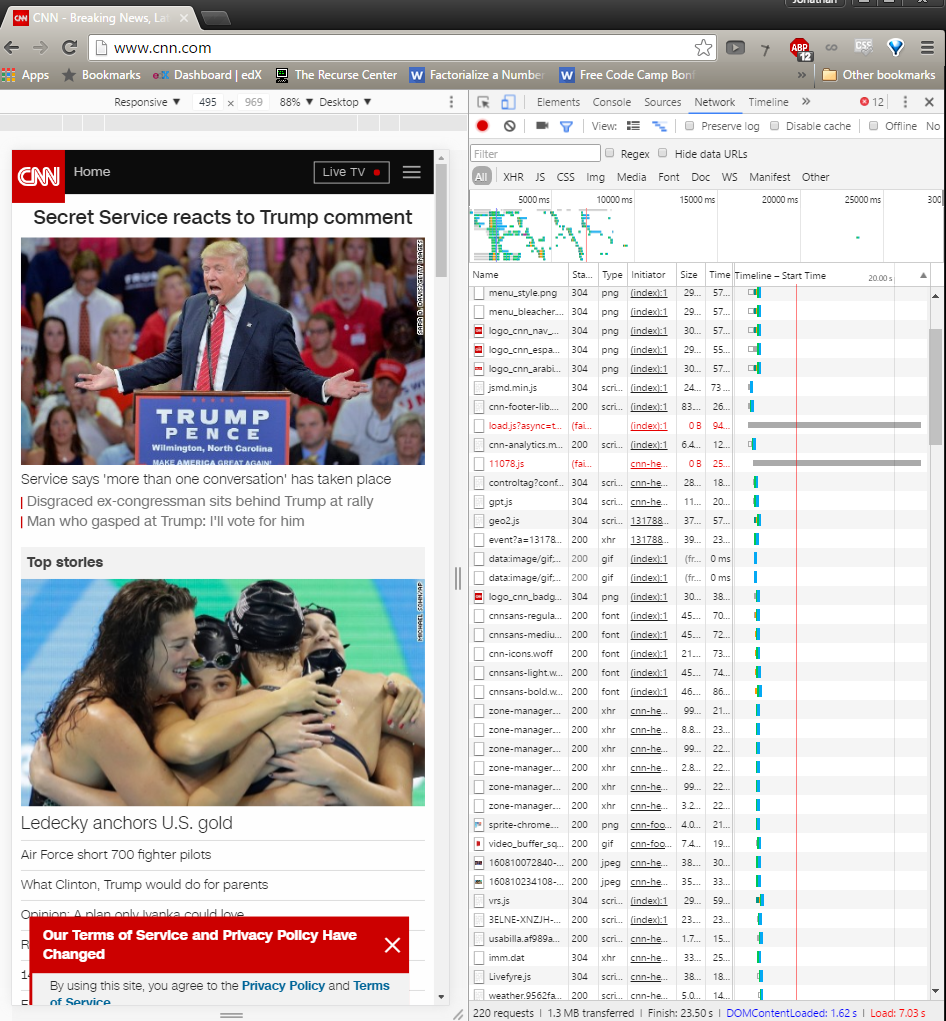 Jonathan
CNN - Breaking News, Lat
www.cnn.com
ABP
12
CSS
Apps Bookmarks edX Dashboard | edX The Recurse Center Factorialize a Number Free Code Camp Bon » Other bookmarks
Responsive ▼ 495 x 969 88% ▼ Desktop ▼
Elements Console Sources Network Timeline » 12
View: Preserve log Disable cache Offline No
Filter Regex Hide data URLs
All XHR JS CSS Img Media Font Doc WS Manifest Other
5000 ms 10000 ms 15000 ms 20000 ms 25000 ms 300
Name Sta... Type Initiator Size Time Timeline – Start Time 20.00 s
menu_style.png 304 png (index):1 29... 57...
menu_bleacher... 304 png (index):1 29... 57...
logo_cnn_nav_... 304 png (index):1 30... 57...
logo_cnn_espa... 304 png (index):1 29... 55...
logo_cnn_arabi... 304 png (index):1 30... 57...
jsmd.min.js 304 scri... (index):1 24... 73...
cnn-footer-lib.... 200 scri... (index):1 83... 26...
load.js?async=t... (fai... (index):1 0 B 94...
cnn-analytics.m... 200 scri... (index):1 6.4... 12...
11078.js (fai... cnn-he... 0 B 25...
controltag?conf... 304 scri... cnn-he... 28... 18...
gpt.js 304 scri... cnn-he... 11... 20...
geo2.js 304 scri... 131788... 37... 57...
event?a=13178... 200 xhr 131788... 39... 23...
data:image/gif;... 200 gif (index):1 (fr... 0 ms
data:image/gif;... 200 gif (index):1 (fr... 0 ms
logo_cnn_badg... 304 png (index):1 30... 38...
cnnsans-regula... 200 font (index):1 45... 70...
cnnsans-mediu... 200 font (index):1 45... 72...
cnn-icons.woff 200 font (index):1 21... 73...
cnnsans-light.w... 200 font (index):1 45... 74...
cnnsans-bold.w... 200 font (index):1 46... 86...
zone-manager... 200 xhr cnn-he... 99... 21...
zone-manager... 200 xhr cnn-he... 8.8... 23...
zone-manager... 200 xhr cnn-he... 99... 22...
zone-manager... 200 xhr cnn-he... 2.8... 22...
zone-manager... 200 xhr cnn-he... 99... 22...
zone-manager... 200 xhr cnn-he... 3.2... 22...
sprite-chrome.... 200 png cnn-foo... 4.0... 21...
video_buffer_sq... 200 gif cnn-foo... 7.4... 19...
160810072840-... 200 jpeg cnn-he... 38... 30...
160810234108-... 200 jpeg cnn-he... 35... 33...
vrs.js 200 scri... (index):1 29... 59...
3ELNE-XNZJH-... 200 scri... (index):1 23... 23...
usabilla.af989a... 200 scri... cnn-he... 1.7... 15...
imm.dat 304 xhr cnn-he... 33... 25...
Livefyre.js 304 scri... cnn-he... 38... 18...
weather.9562fa... 200 scri... cnn-he... 5.0... 14...
220 requests | 1.3 MB transferred | Finish: 23.50 s | DOMContentLoaded: 1.62 s | Load: 7.03 s
CNN Home Live TV
Secret Service reacts to Trump comment
SARA D. DAVIS/GETTY IMAGES
TRUMP
PENCE
Wilmington, North Carolina
MAKE AMERICA GREAT AGAIN!
Service says 'more than one conversation' has taken place
Disgraced ex-congressman sits behind Trump at rally
Man who gasped at Trump: I'll vote for him
Top stories
MICHAEL SOHN/AP
Ledecky anchors U.S. gold
Air Force short 700 fighter pilots
What Clinton, Trump would do for parents
Opinion: A plan only Ivanka could love
Our Terms of Service and Privacy Policy Have
Changed
By using this site, you agree to the Privacy Policy and Terms
of Service